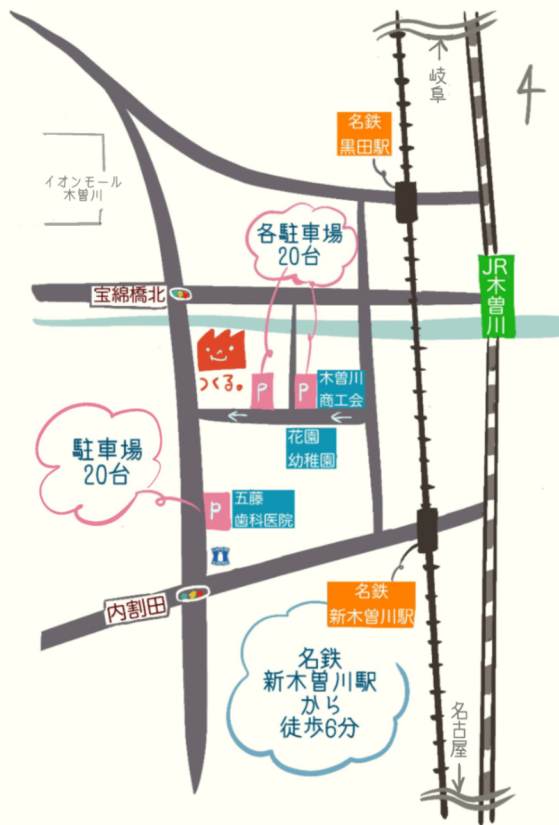 岐阜
4
名鉄
黒田駅
イオンモール
木曽川
各駐車場
20台
JR木曽川
宝綿橋北
つくる。
P
P
木曽川
商工会
花園
幼稚園
駐車場
20台
P
五藤
歯科医院
内割田
名鉄
新木曽川駅
名鉄
新木曽川駅
から
徒歩6分
名古屋